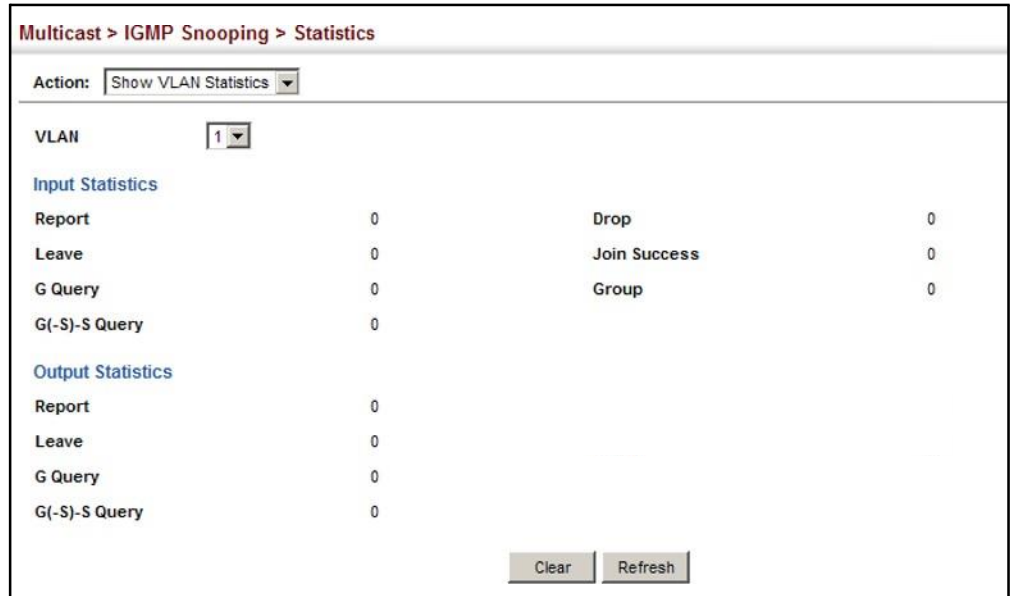 Multicast > IGMP Snooping > Statistics
Action: Show VLAN Statistics
VLAN 1
Input Statistics
Report 0 Drop 0
Leave 0 Join Success 0
G Query 0 Group 0
G(-S)-S Query 0
Output Statistics
Report 0
Leave 0
G Query 0
G(-S)-S Query 0
Clear Refresh